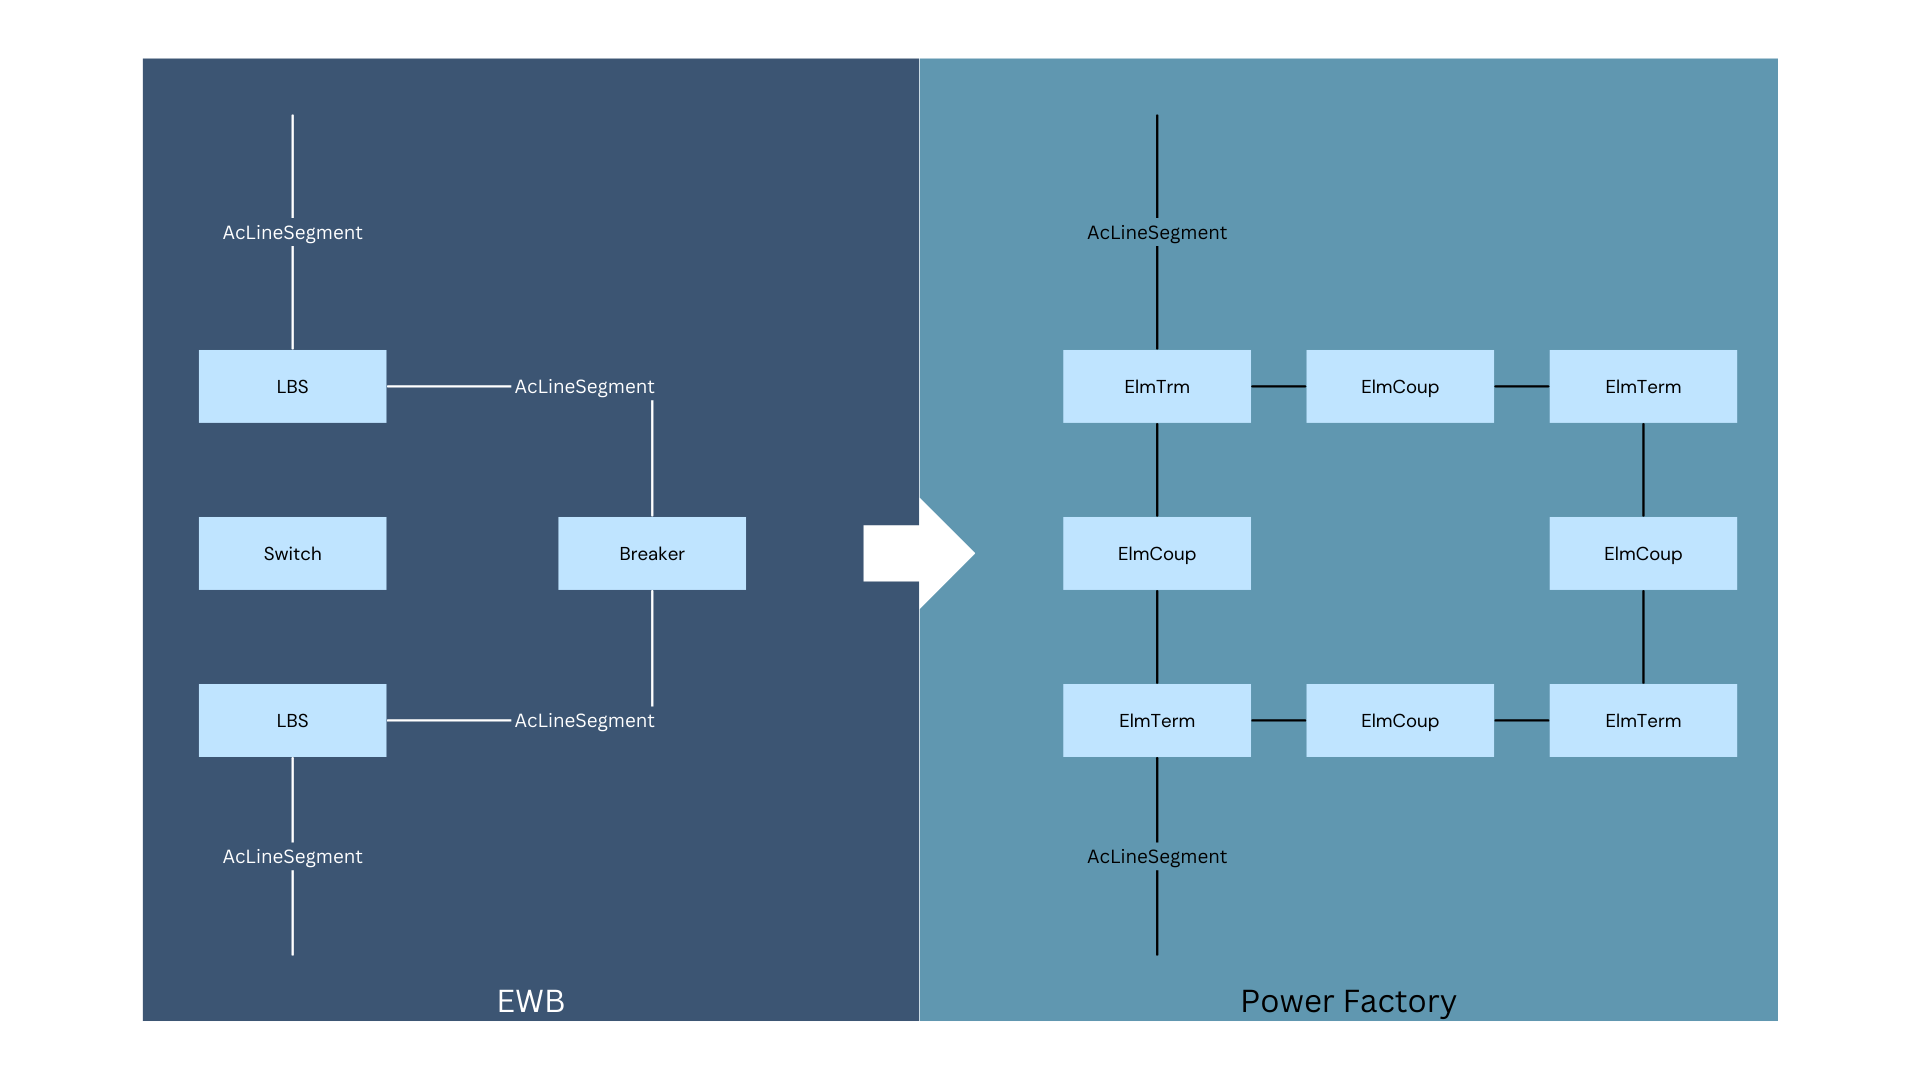 AcLineSegment
LBS
AcLineSegment
Switch
Breaker
LBS
AcLineSegment
AcLineSegment
EWB
AcLineSegment
ElmTrm
ElmCoup
ElmTerm
ElmCoup
ElmCoup
ElmTerm
ElmCoup
ElmTerm
AcLineSegment
Power Factory